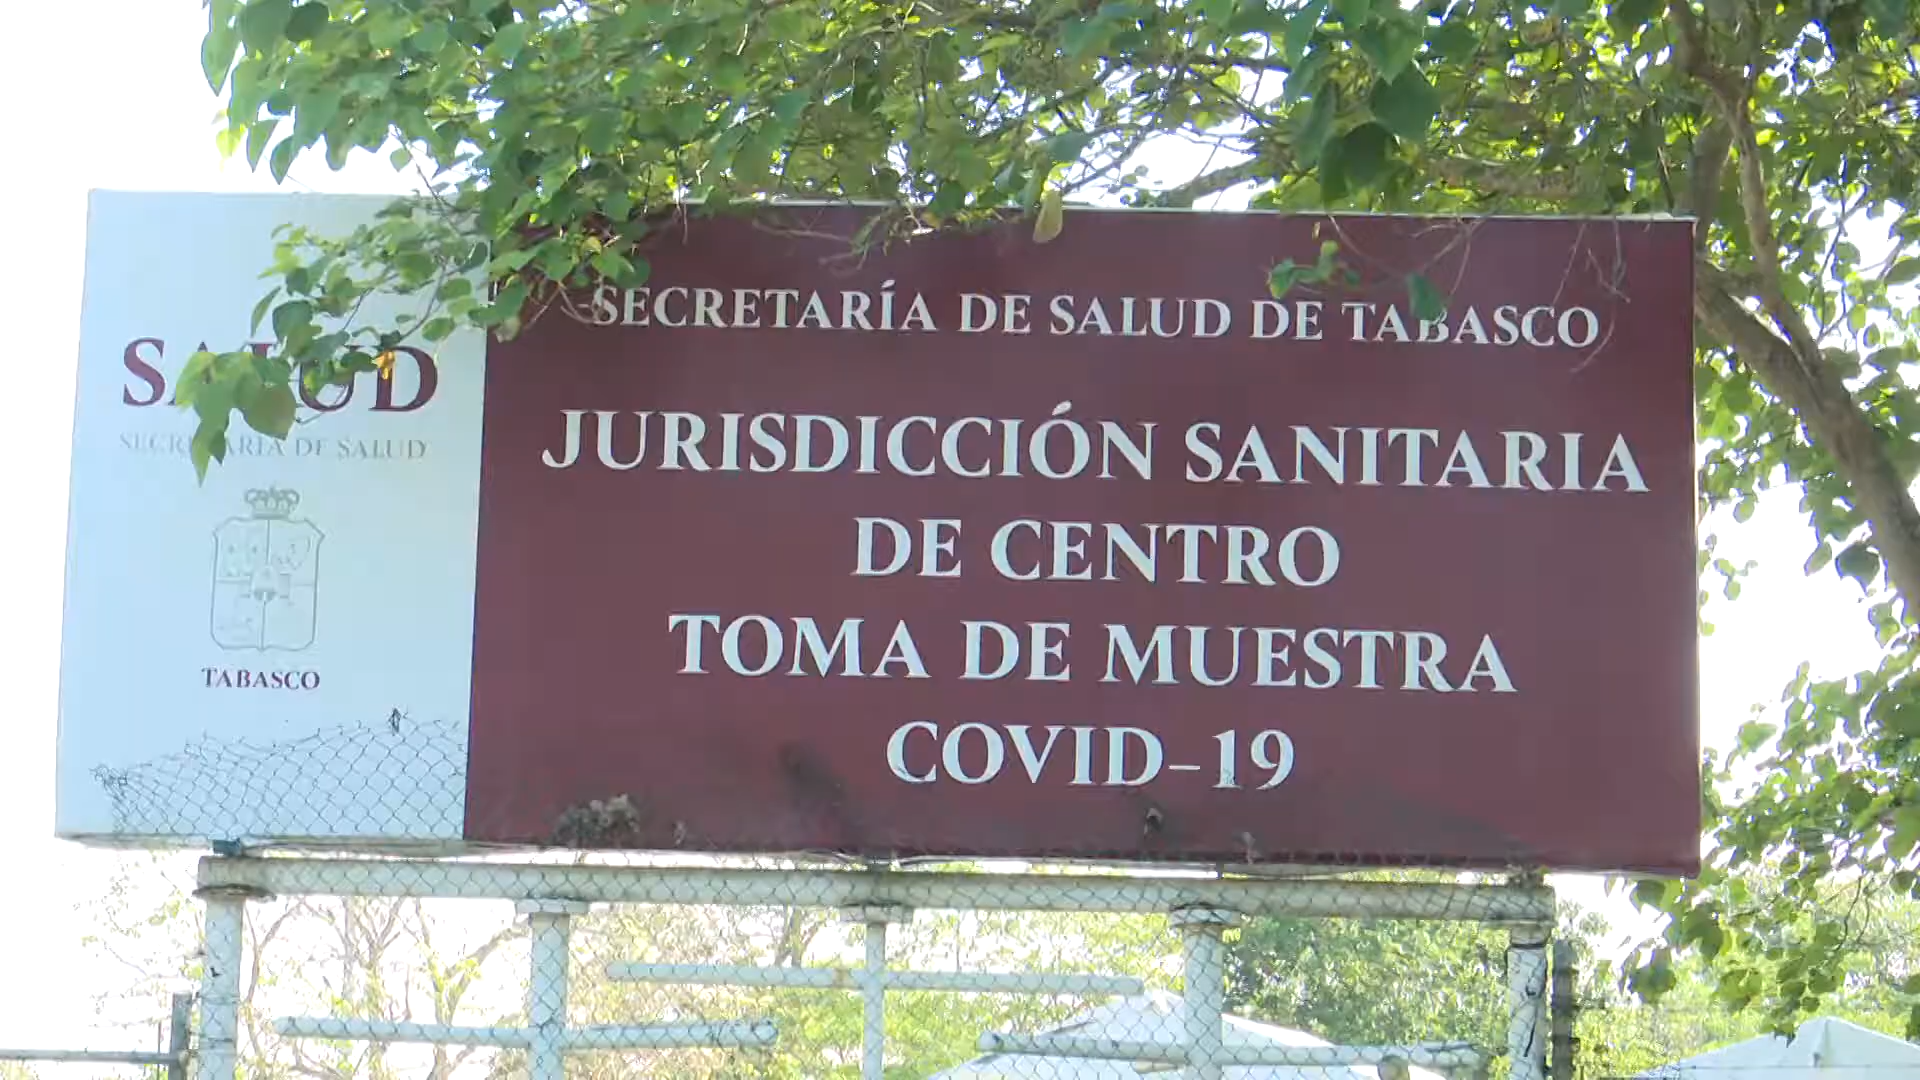 SALUD
SECRETARÍA DE SALUD
TABASCO
SECRETARÍA DE SALUD DE TABASCO
JURISDICCIÓN SANITARIA
DE CENTRO
TOMA DE MUESTRA
COVID-19